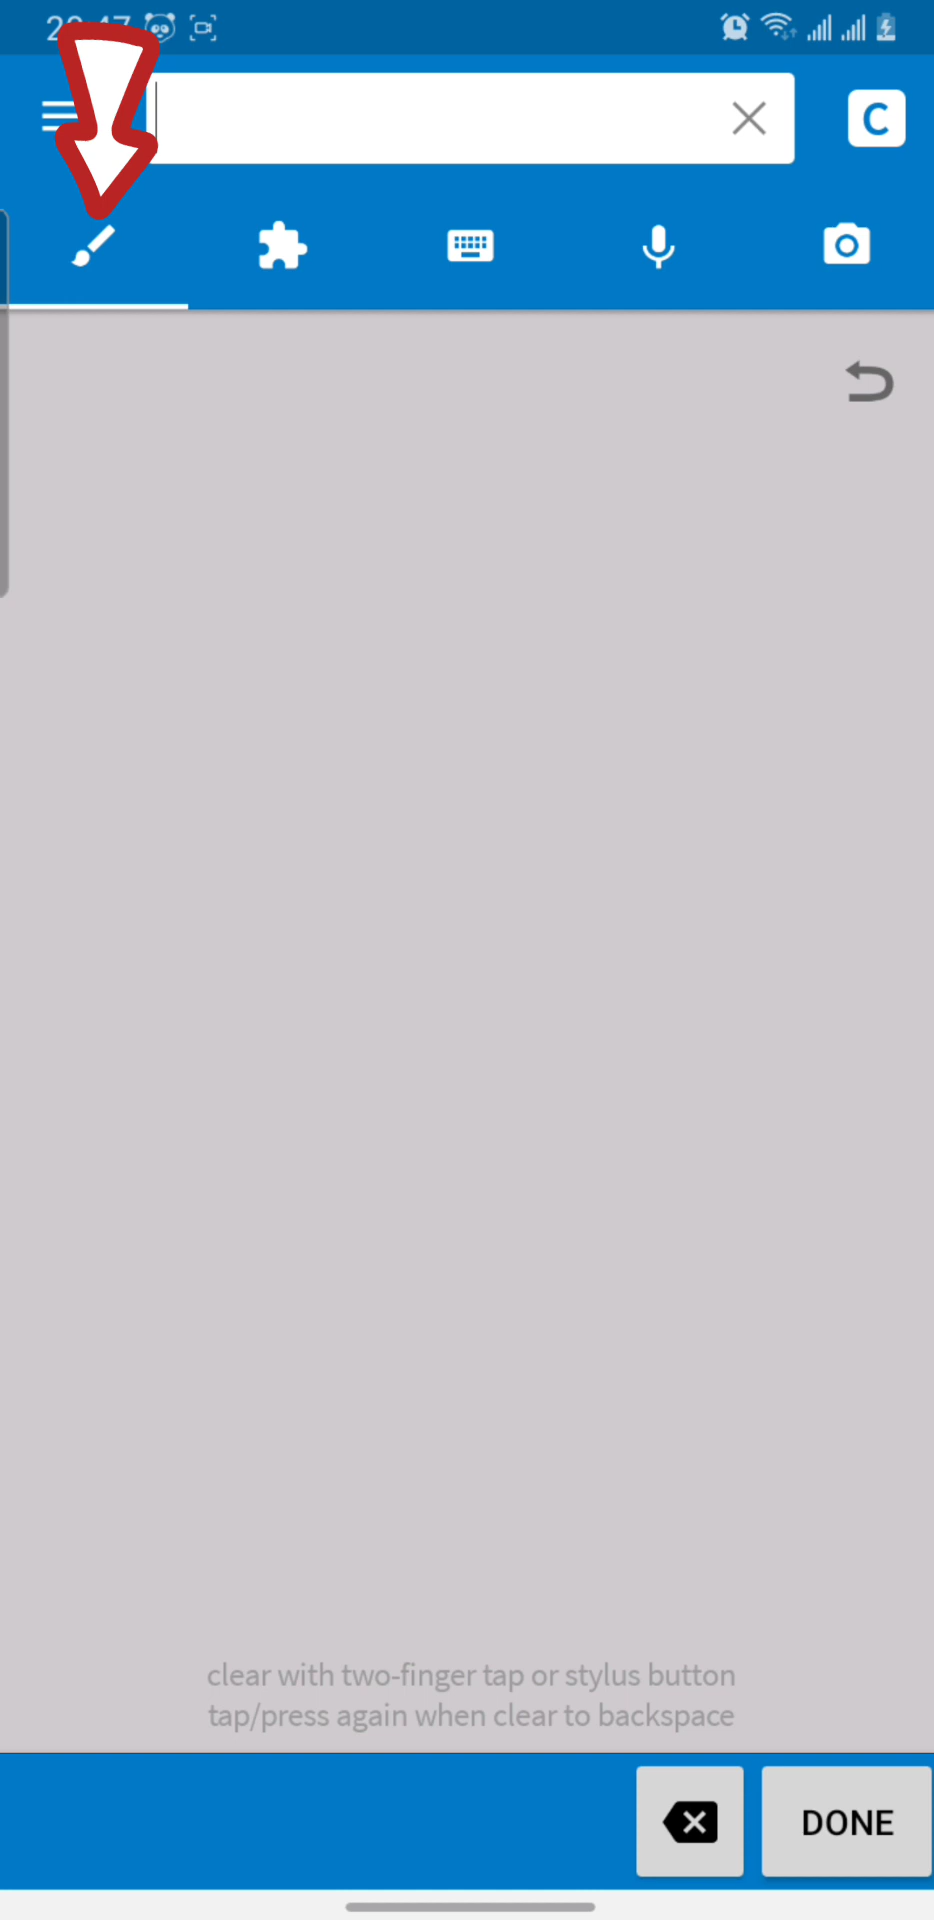 C
clear with two-finger tap or stylus button
tap/press again when clear to backspace
DONE